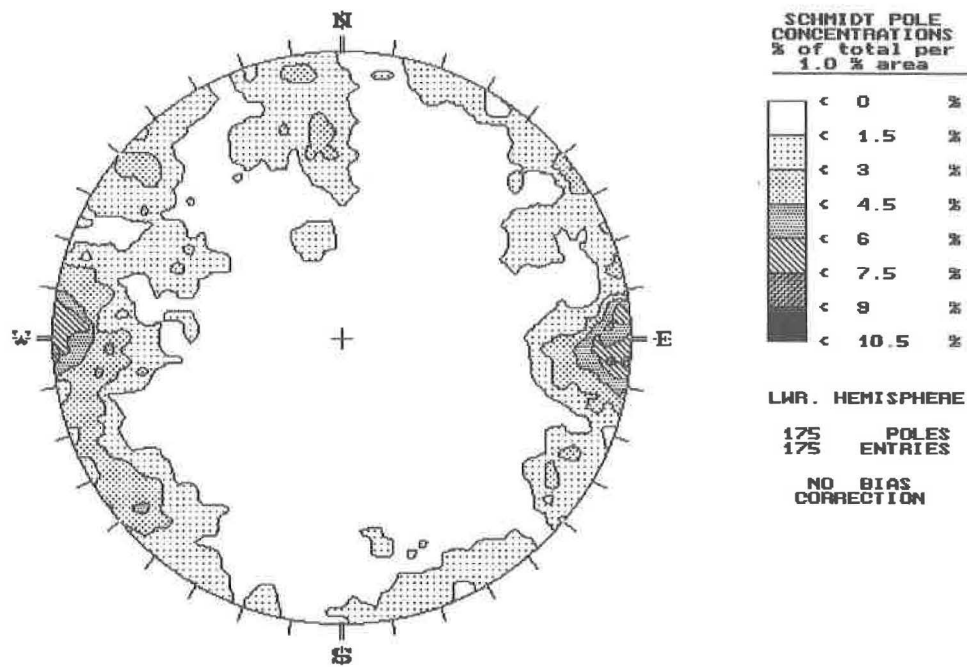 N
W
E
S
SCHMIDT POLE
CONCENTRATIONS
% of total per
1.0 % area
< 0 %
< 1.5 %
< 3 %
< 4.5 %
< 6 %
< 7.5 %
< 9 %
< 10.5 %
LWR. HEMISPHERE
175 POLES
175 ENTRIES
NO BIAS
CORRECTION